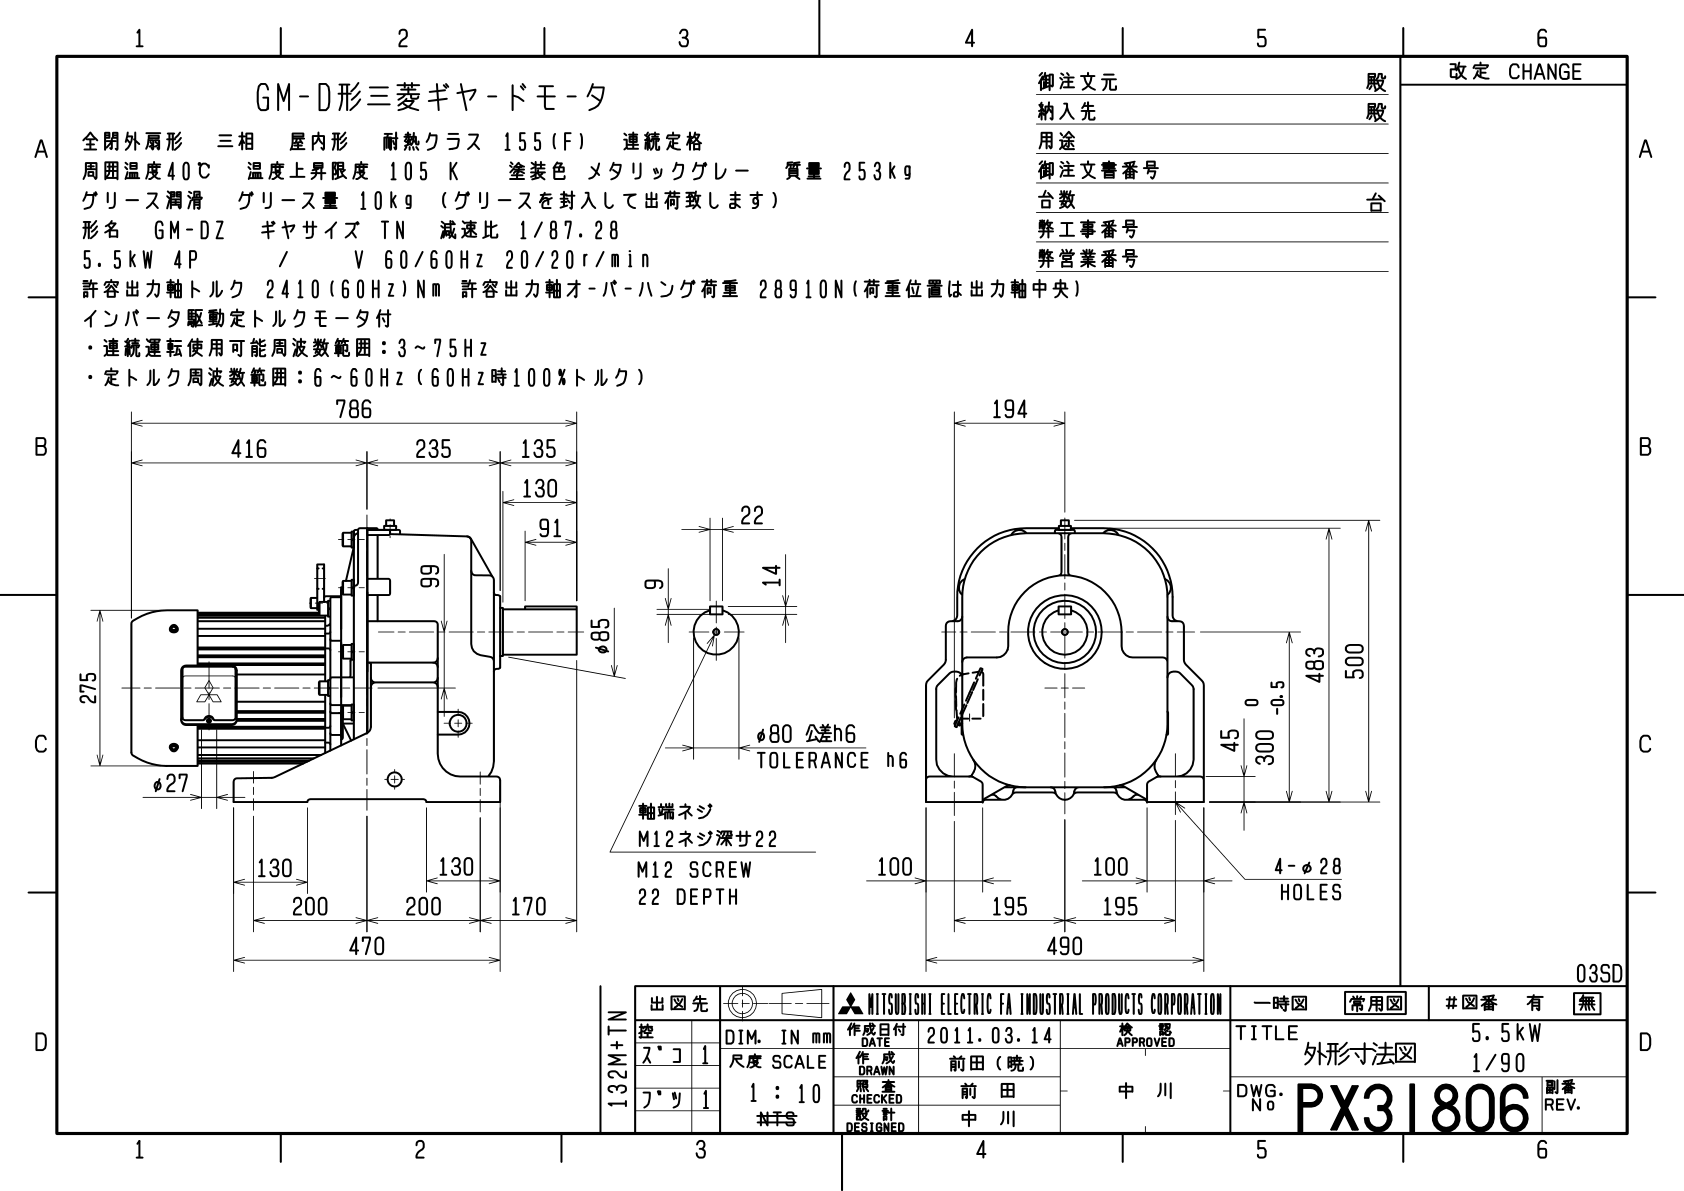 1 2 3 4 5 6
改定 CHANGE
GM-D形三菱ギヤードモータ
全閉外扇形 三相 屋内形 耐熱クラス 155(F) 連続定格
周囲温度40℃ 温度上昇限度 105 K 塗装色 メタリックグレー 質量 253kg
グリース潤滑 グリース量 10kg (グリースを封入して出荷致します)
形名 GM-DZ ギヤサイズ TN 減速比 1/87.28
5.5kW 4P / V 60/60Hz 20/20r/min
許容出力軸トルク 2410(60Hz)Nm 許容出力軸オーバーハング荷重 28910N(荷重位置は出力軸中央)
インバータ駆動定トルクモータ付
・連続運転使用可能周波数範囲：3～75Hz
・定トルク周波数範囲：6～60Hz(60Hz時100%トルク)
御注文元 殿
納入先 殿
用途
御注文書番号
台数 台
弊工事番号
弊営業番号
A A
B B
C C
D D
786
416 235 135
130
91
99
φ85
275
φ27
130 130
200 200 170
470
22
9
14
φ80 公差h6
TOLERANCE h6
軸端ネジ
M12ネジ深サ22
M12 SCREW
22 DEPTH
194
483
500
45
300 0 -0.5
100 100
195 195
490
4-φ28
HOLES
03SD
132M+TN
出図先
控
ズコ 1
ブツ 1
DIM. IN mm
尺度 SCALE
1 : 10
NTS
MITSUBISHI ELECTRIC FA INDUSTRIAL PRODUCTS CORPORATION
作成日付 DATE 2011.03.14
作成 DRAWN 前田(暁)
照査 CHECKED 前田
設計 DESIGNED 中川
検認 APPROVED
中川
一時図 常用図 #図番 有 無
TITLE
外形寸法図
5.5kW
1/90
DWG. No PX31806
副番 REV.
1 2 3 4 5 6